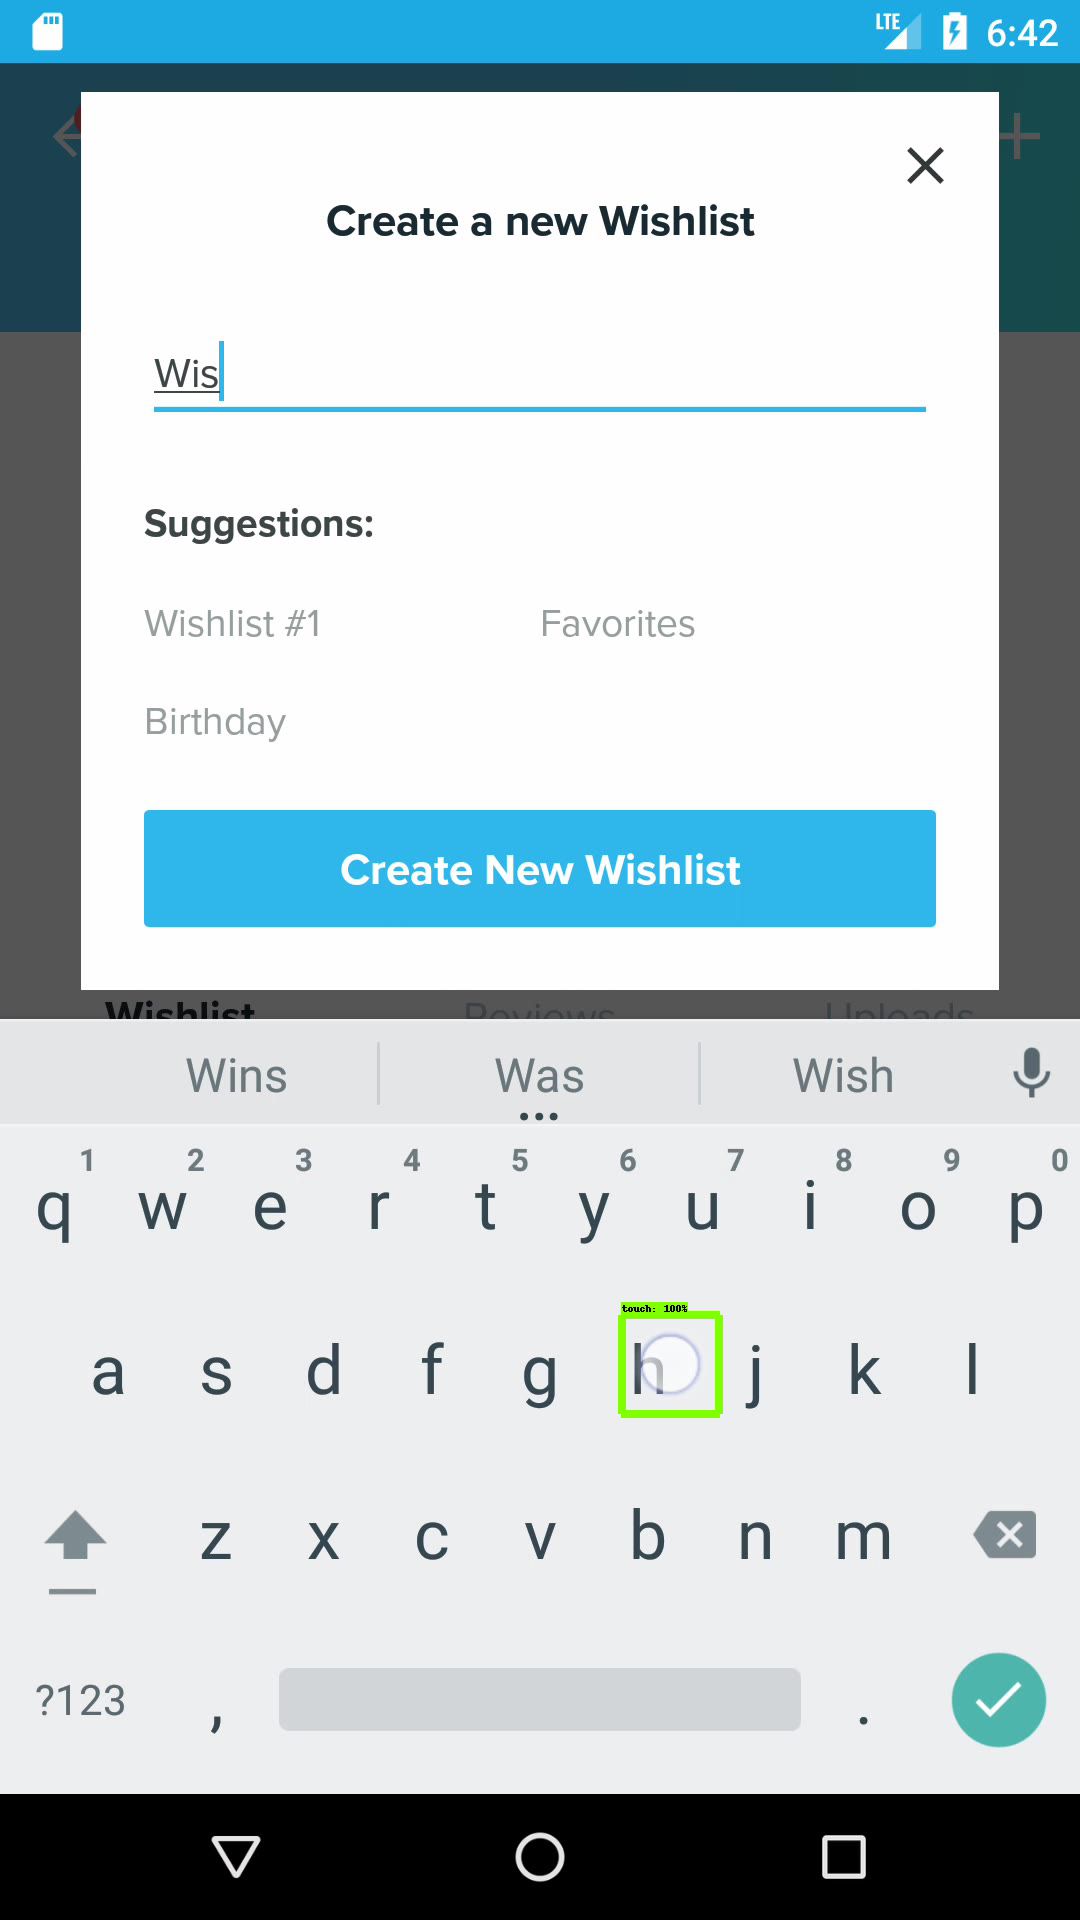 LTE 6:42
Create a new Wishlist
Wis
Suggestions:
Wishlist #1 Favorites
Birthday
Create New Wishlist
Wishlist Reviews Uploads
Wins Was Wish
1 2 3 4 5 6 7 8 9 0
q w e r t y u i o p
touch: 100%
a s d f g h j k l
z x c v b n m
?123 , .